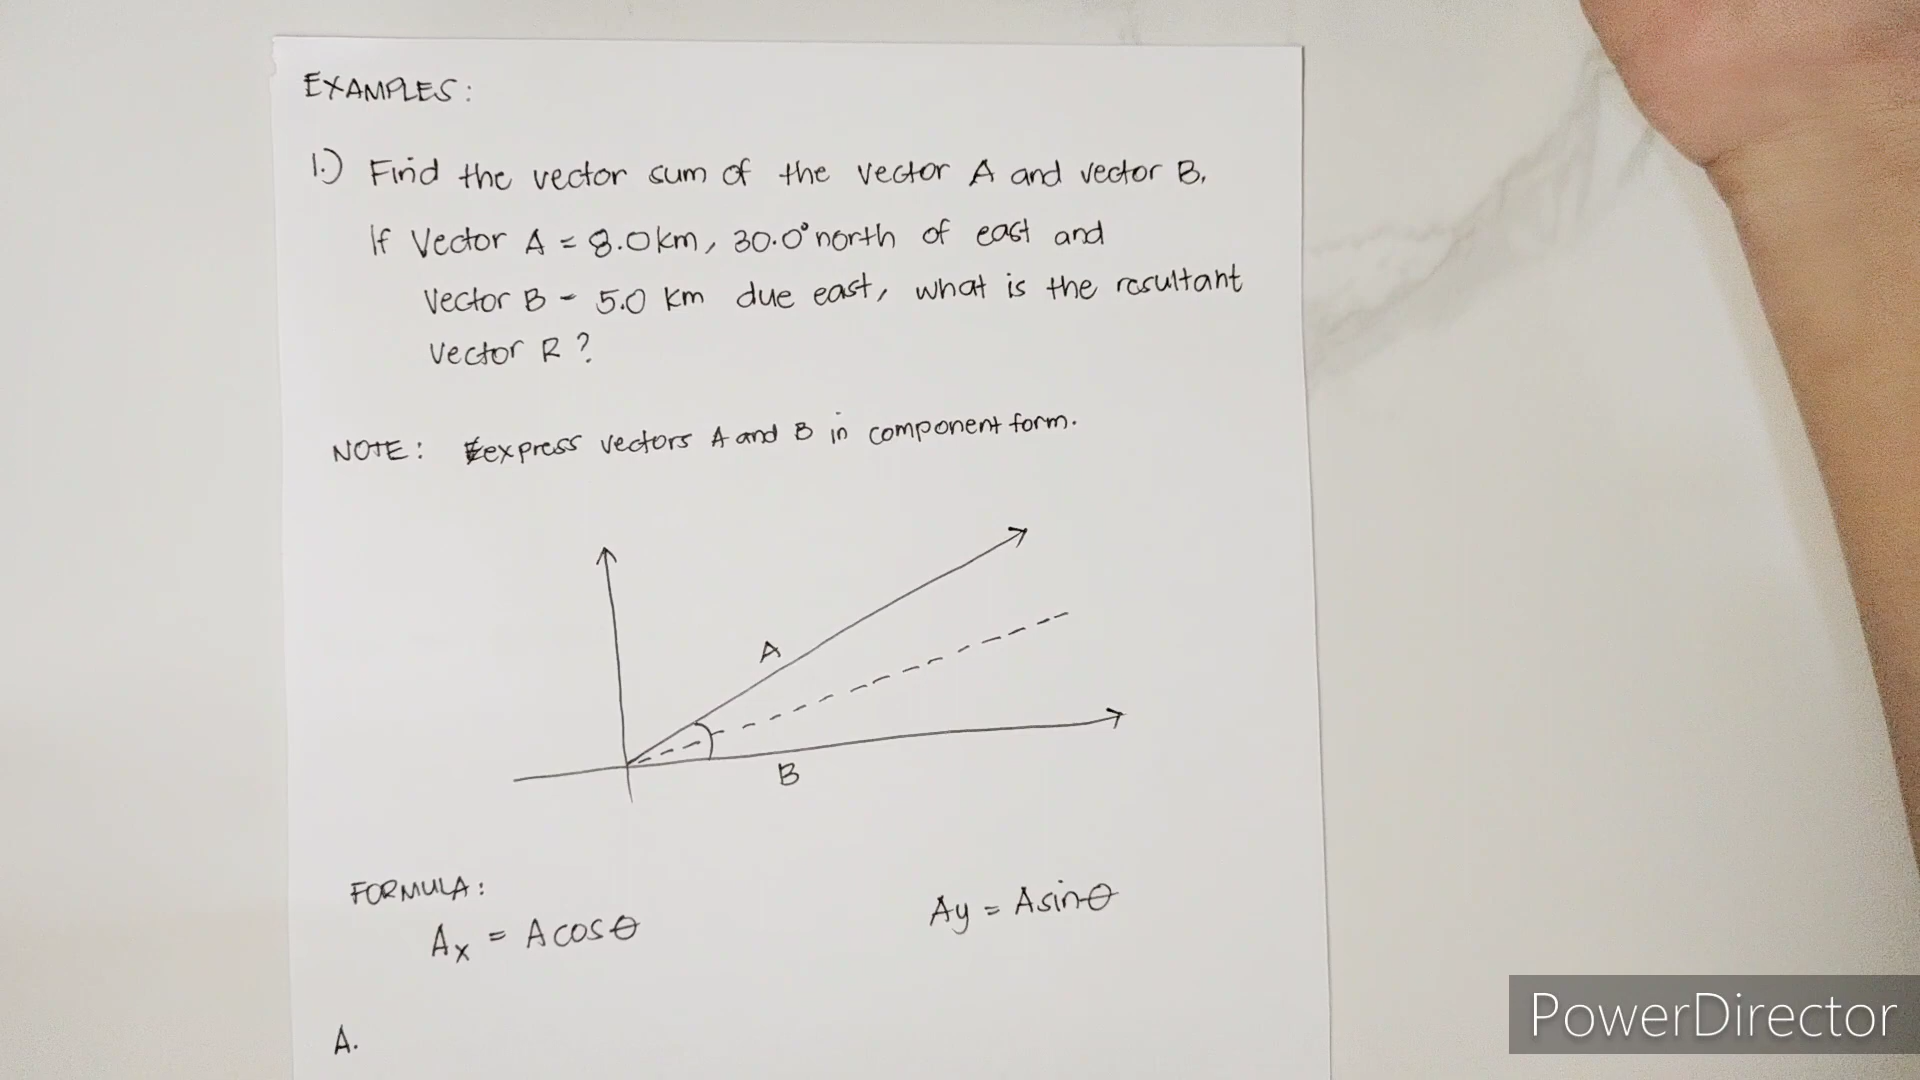 EXAMPLES:
1.) Find the vector sum of the vector A and vector B.
If Vector A = 8.0 km, 30.0° north of east and
Vector B - 5.0 km due east, what is the resultant
Vector R ?
NOTE: express vectors A and B in component form.
A
B
FORMULA:
Ax = A cos θ
Ay = A sin θ
A.
PowerDirector